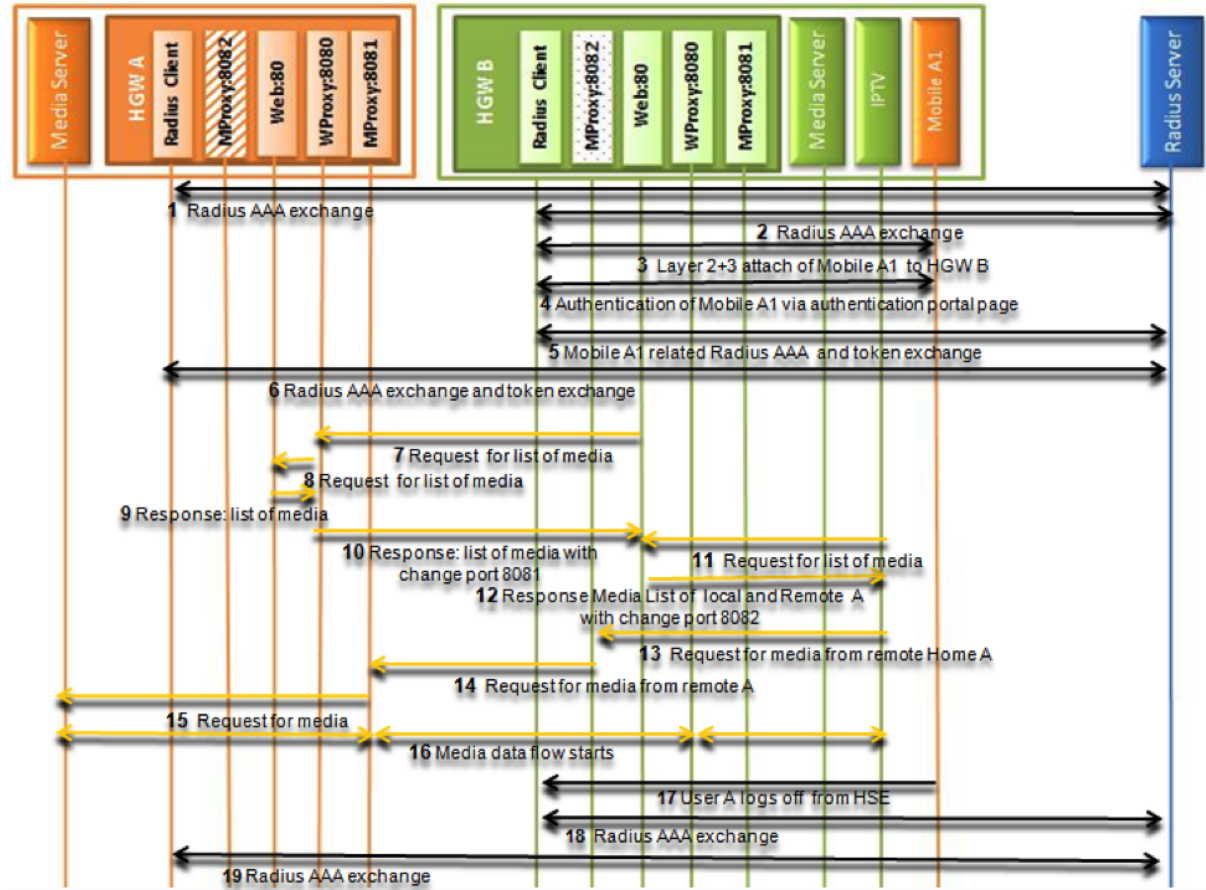 Media Server
HGW A
Radius Client
MProxy:8082
Web:80
WProxy:8080
MProxy:8081
HGW B
Radius Client
MProxy:8082
Web:80
WProxy:8080
MProxy:8081
Media Server
IPTV
Mobile A1
Radius Server
1 Radius AAA exchange
2 Radius AAA exchange
3 Layer 2+3 attach of Mobile A1 to HGW B
4 Authentication of Mobile A1 via authentication portal page
5 Mobile A1 related Radius AAA and token exchange
6 Radius AAA exchange and token exchange
7 Request for list of media
8 Request for list of media
9 Response: list of media
10 Response: list of media with
change port 8081
11 Request for list of media
12 Response Media List of local and Remote A
with change port 8082
13 Request for media from remote Home A
14 Request for media from remote A
15 Request for media
16 Media data flow starts
17 User A logs off from HSE
18 Radius AAA exchange
19 Radius AAA exchange